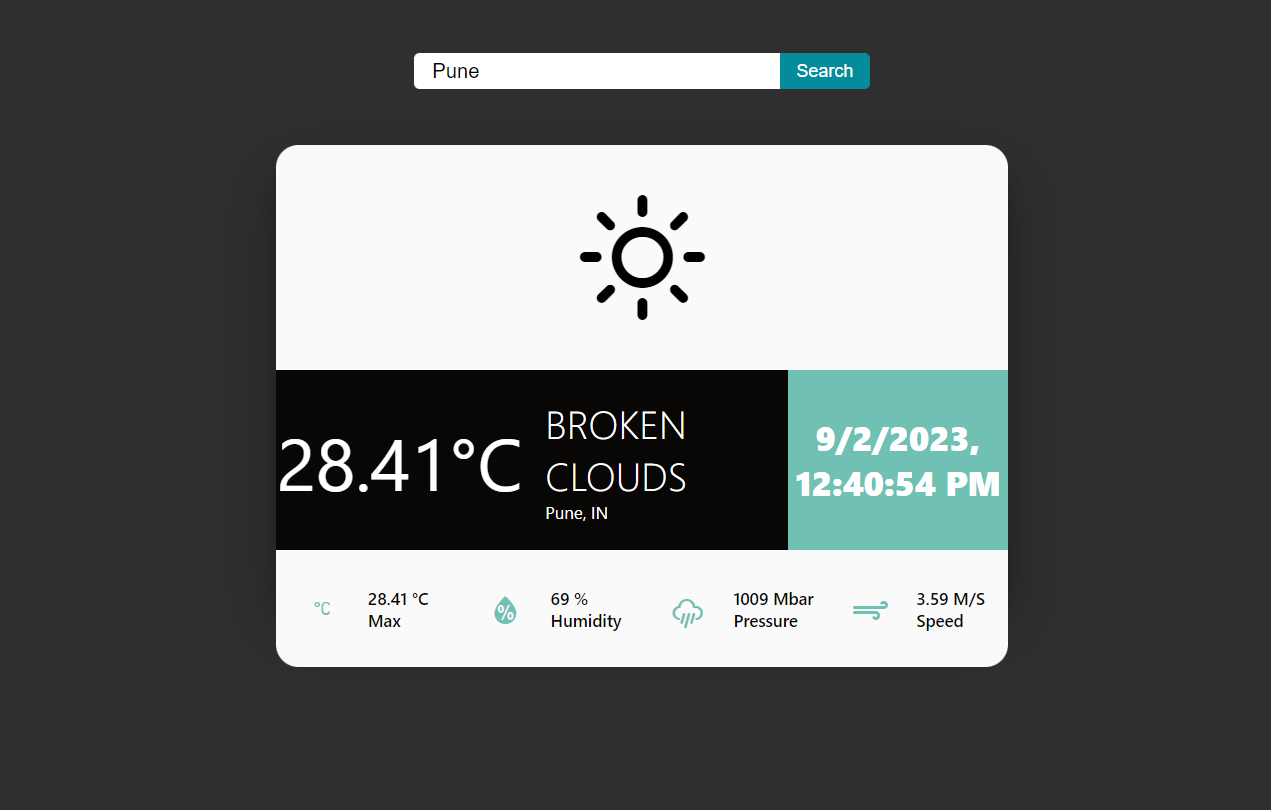 Pune
Search
28.41°C
BROKEN
CLOUDS
Pune, IN
9/2/2023,
12:40:54 PM
°C
28.41 °C
Max
%
69 %
Humidity
1009 Mbar
Pressure
3.59 M/S
Speed